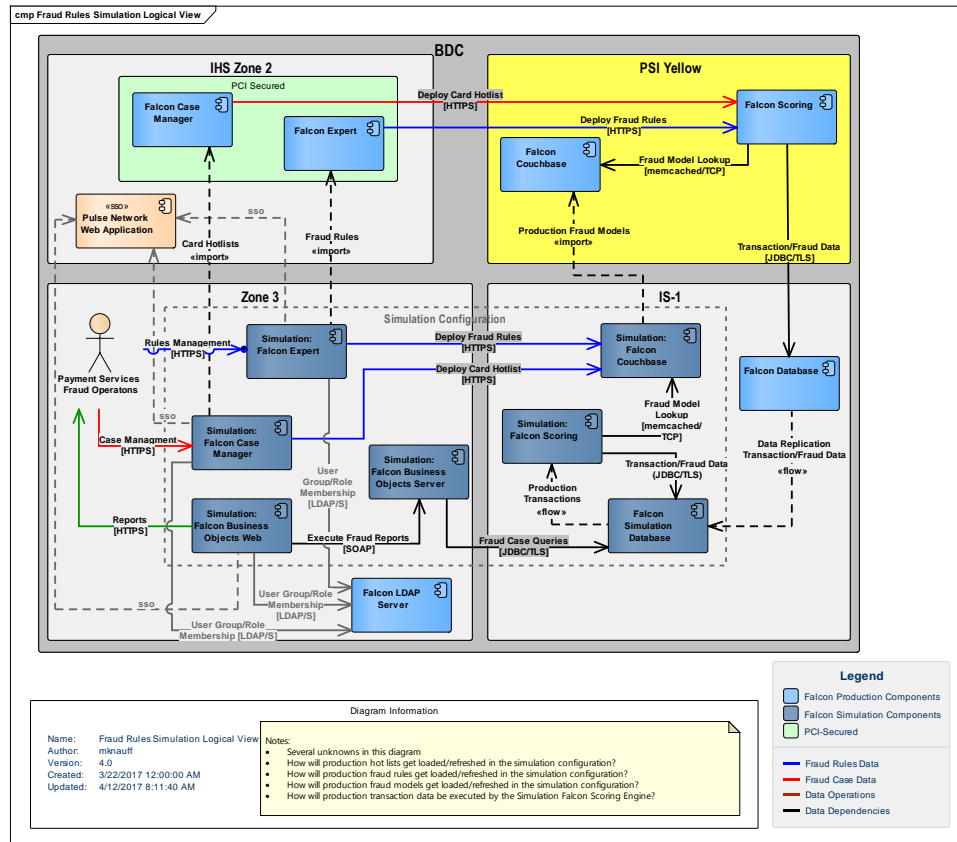 cmp Fraud Rules Simulation Logical View
BDC
IHS Zone 2
PCI Secured
Falcon Case
Manager
Falcon Expert
«sso»
Pulse Network
Web Application
PSI Yellow
Falcon Scoring
Falcon
Couchbase
Deploy Card Hotlist
[HTTPS]
Deploy Fraud Rules
[HTTPS]
Fraud Model Lookup
[memcached/TCP]
sso
Card Hotlists
«import»
Fraud Rules
«import»
Production Fraud Models
«import»
Transaction/Fraud Data
[JDBC/TLS]
Zone 3
IS-1
Simulation Configuration
Payment Services
Fraud Operatons
Rules Management
[HTTPS]
Simulation:
Falcon Expert
Deploy Fraud Rules
[HTTPS]
Simulation:
Falcon
Couchbase
Deploy Card Hotlist
[HTTPS]
Falcon Database
sso
Case Managment
[HTTPS]
Simulation:
Falcon Case
Manager
Fraud Model
Lookup
[memcached/
TCP]
Simulation:
Falcon Scoring
Simulation:
Falcon Business
Objects Server
User
Group/Role
Membership
[LDAP/S]
Transaction/Fraud Data
(JDBC/TLS)
Data Replication
Transaction/Fraud Data
«flow»
Production
Transactions
«flow»
Reports
[HTTPS]
Simulation:
Falcon Business
Objects Web
Execute Fraud Reports
[SOAP]
Fraud Case Queries
[JDBC/TLS]
Falcon
Simulation
Database
sso
User Group/Role
Membership
[LDAP/S]
Falcon LDAP
Server
User Group/Role
Membership [LDAP/S]
Legend
Falcon Production Components
Falcon Simulation Components
PCI-Secured
Fraud Rules Data
Fraud Case Data
Data Operations
Data Dependencies
Diagram Information
Name: Fraud Rules Simulation Logical View
Author: mknauff
Version: 4.0
Created: 3/22/2017 12:00:00 AM
Updated: 4/12/2017 8:11:40 AM
Notes:
• Several unknowns in this diagram
• How will production hot lists get loaded/refreshed in the simulation configuration?
• How will production fraud rules get loaded/refreshed in the simulation configuration?
• How will production fraud models get loaded/refreshed in the simulation configuration?
• How will production transaction data be executed by the Simulation Falcon Scoring Engine?